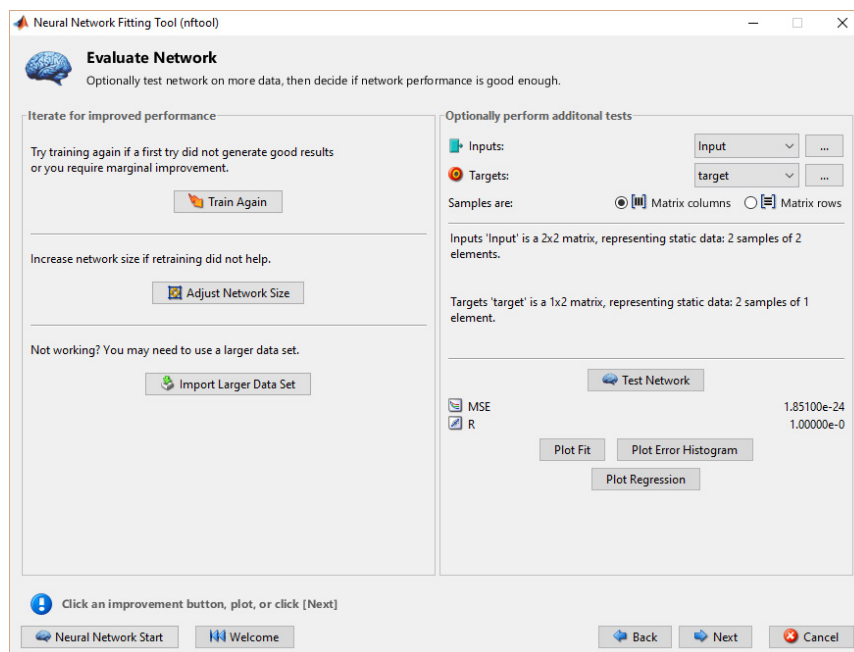 Neural Network Fitting Tool (nftool)
Evaluate Network
Optionally test network on more data, then decide if network performance is good enough.
Iterate for improved performance
Try training again if a first try did not generate good results
or you require marginal improvement.
Train Again
Increase network size if retraining did not help.
Adjust Network Size
Not working? You may need to use a larger data set.
Import Larger Data Set
Optionally perform additonal tests
Inputs: Input ...
Targets: target ...
Samples are: Matrix columns Matrix rows
Inputs 'Input' is a 2x2 matrix, representing static data: 2 samples of 2
elements.
Targets 'target' is a 1x2 matrix, representing static data: 2 samples of 1
element.
Test Network
MSE 1.85100e-24
R 1.00000e-0
Plot Fit Plot Error Histogram
Plot Regression
Click an improvement button, plot, or click [Next]
Neural Network Start Welcome Back Next Cancel